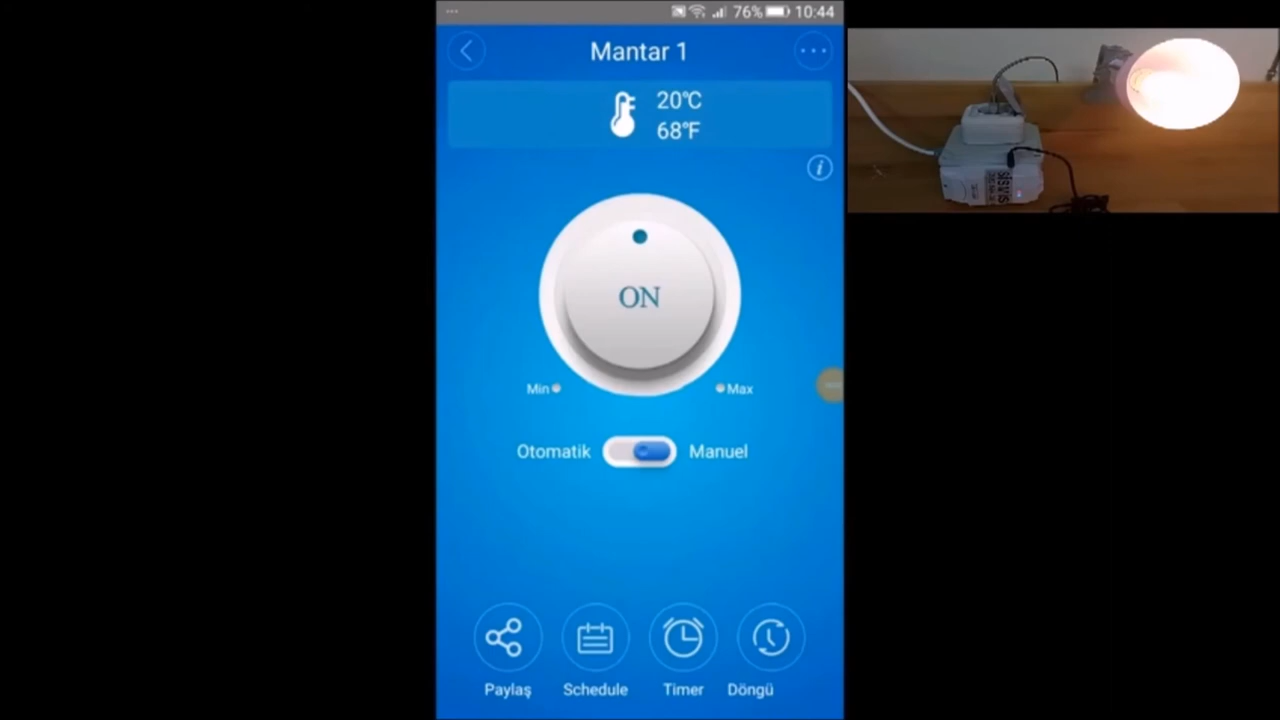 76% 10:44
Mantar 1
20℃
68℉
i
ON
Min Max
Otomatik Manuel
Paylaş Schedule Timer Döngü